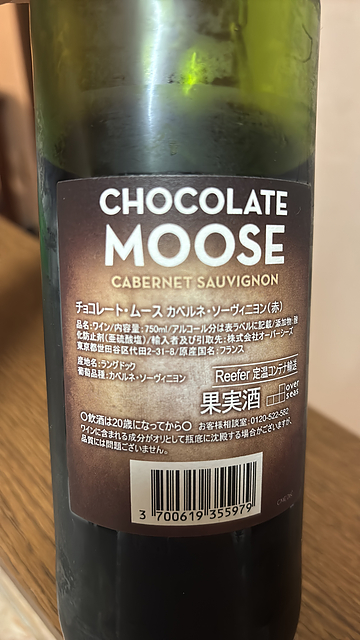 CHOCOLATE
MOOSE
CABERNET SAUVIGNON
チョコレート・ムース カベルネ・ソーヴィニヨン(赤)
品名:ワイン/内容量:750ml/アルコール分は表ラベルに記載/添加物:酸
化防止剤(亜硫酸塩)/輸入者及び引取先:株式会社オーバーシーズ
東京都世田谷区代田2-31-8/原産国名:フランス
産地名:ラングドック
葡萄品種:カベルネ・ソーヴィニヨン
Reefer 定温コンテナ輸送
果実酒
over
seas
〇飲酒は20歳になってから〇 お客様相談室:0120-522-582
ワインに含まれる成分がオリとして瓶底に沈殿する場合がございますが、
品質には問題ございません。
3 700619 355979